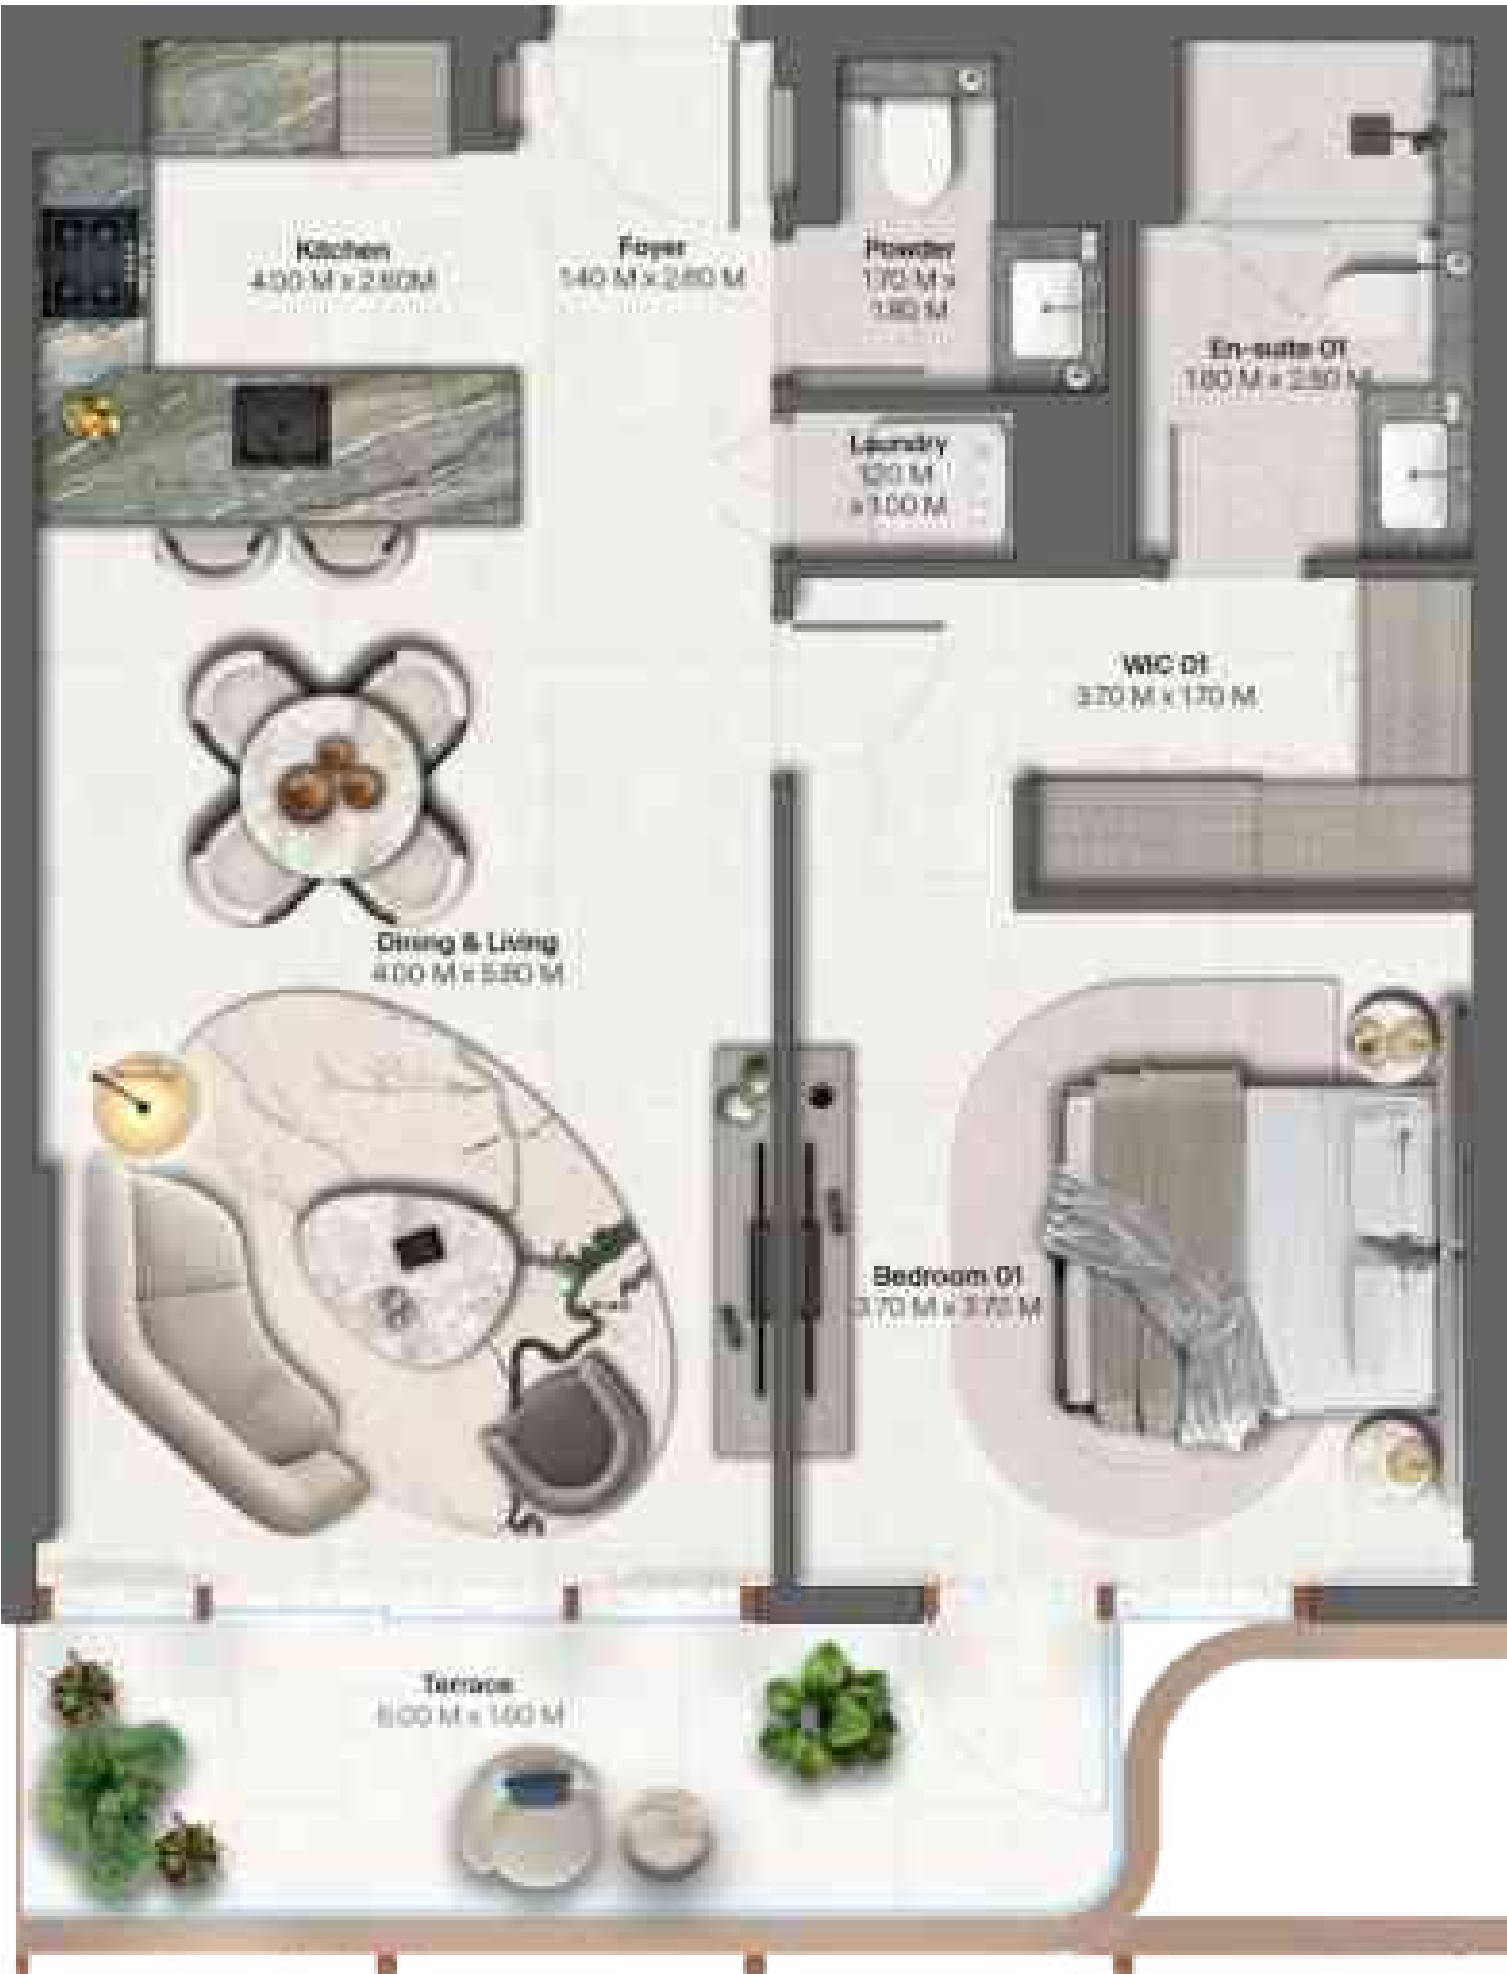 Kitchen
4.00 M x 2.60M
Foyer
1.40 M x 2.60 M
Powder
1.70 M x
1.80 M
En-suite 01
1.80 M x 2.80 M
Laundry
1.20 M
x 1.00 M
WIC 01
3.70 M x 1.70 M
Dining & Living
4.00 M x 5.80 M
Bedroom 01
3.70 M x 3.70 M
Terrace
6.00 M x 1.60 M